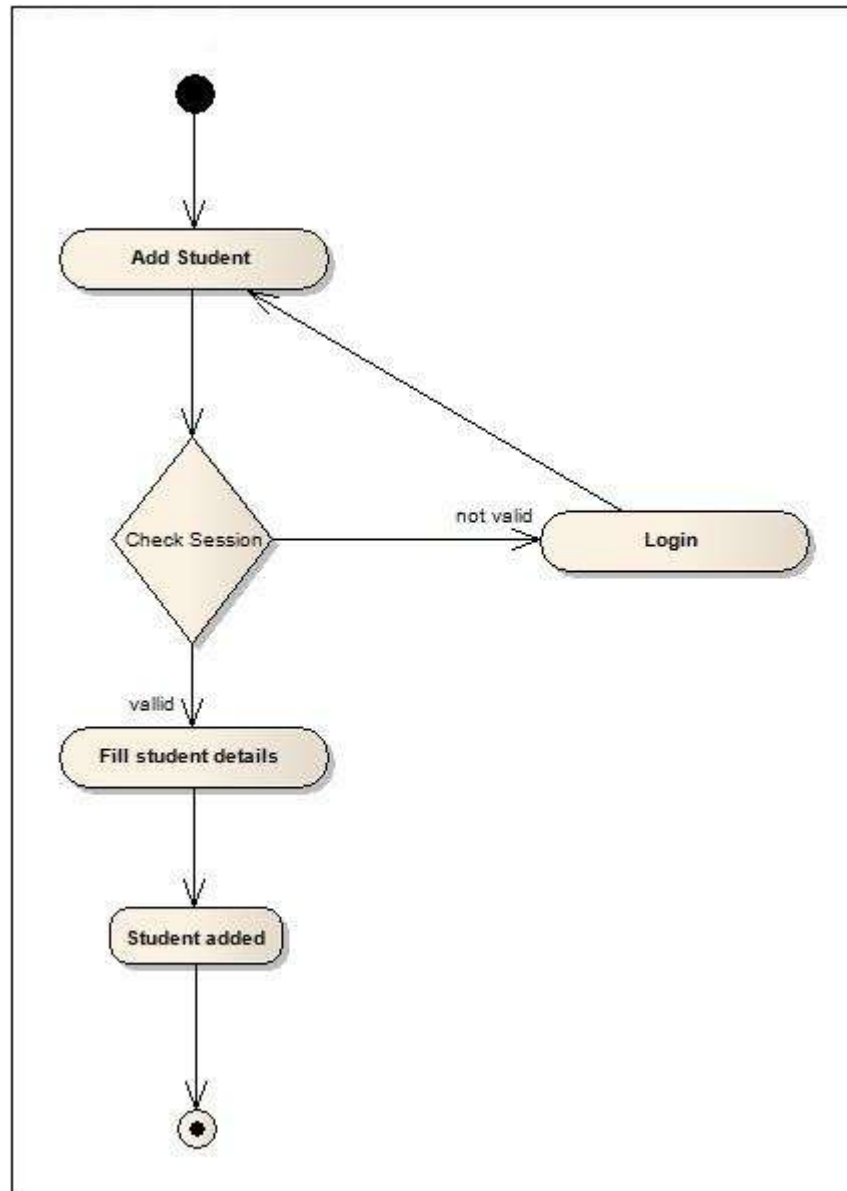 Add Student
Check Session
not valid
Login
vallid
Fill student details
Student added